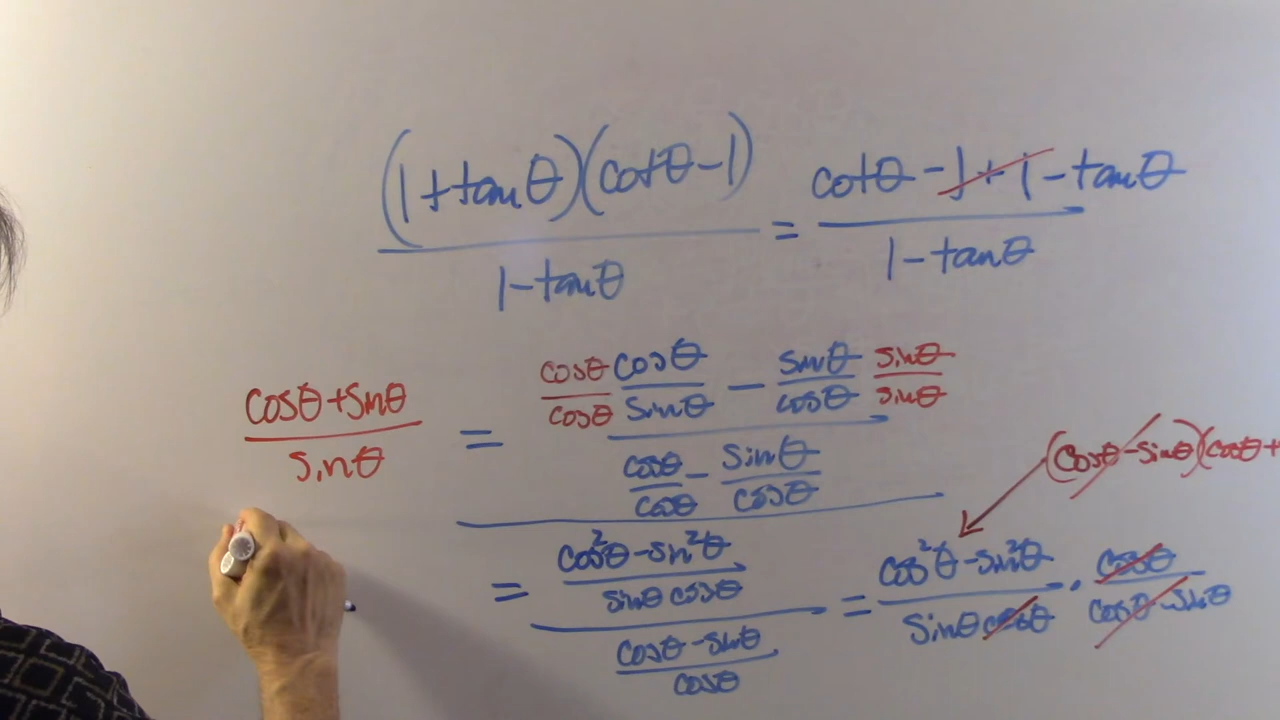 (1+tanθ)(cotθ-1) / 1-tanθ = cotθ -1+1-tanθ / 1-tanθ
cosθ+sinθ / sinθ = cosθ/cosθ cosθ/sinθ - sinθ/cosθ sinθ/sinθ / cosθ/cosθ - sinθ/cosθ
(cosθ-sinθ)(cosθ+
= cos²θ-sin²θ / sinθ cosθ / cosθ-sinθ / cosθ = cos²θ-sin²θ / sinθ cosθ · cosθ / cosθ-sinθ